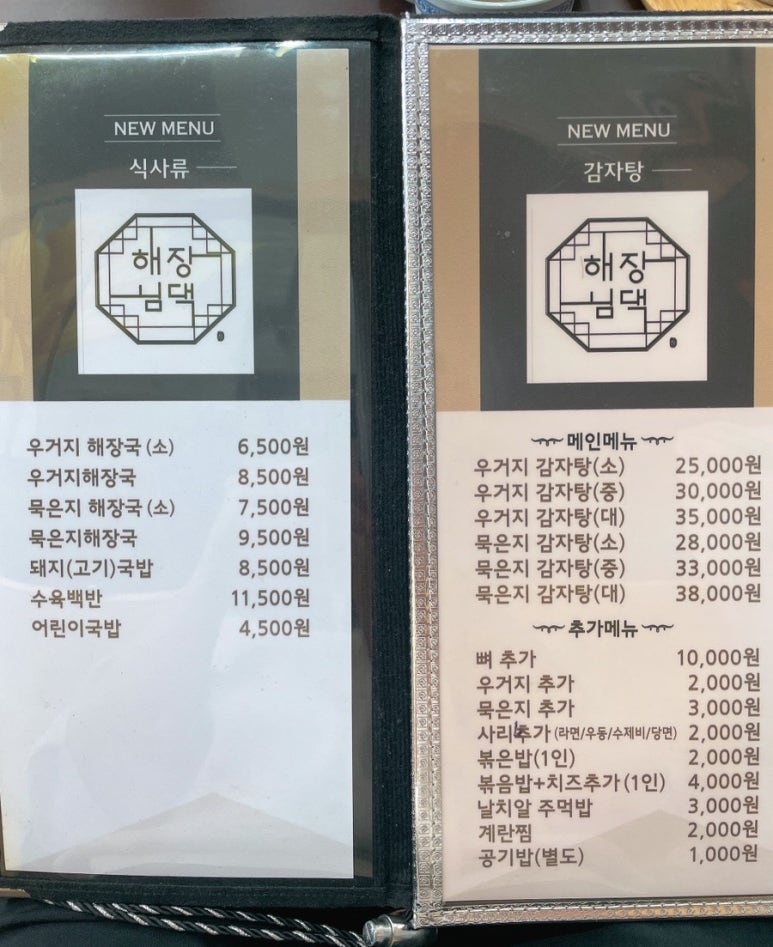 NEW MENU
식사류
해장
님댁
우거지 해장국 (소) 6,500원
우거지해장국 8,500원
묵은지 해장국 (소) 7,500원
묵은지해장국 9,500원
돼지(고기)국밥 8,500원
수육백반 11,500원
어린이국밥 4,500원
NEW MENU
감자탕
해장
님댁
메인메뉴
우거지 감자탕(소) 25,000원
우거지 감자탕(중) 30,000원
우거지 감자탕(대) 35,000원
묵은지 감자탕(소) 28,000원
묵은지 감자탕(중) 33,000원
묵은지 감자탕(대) 38,000원
추가메뉴
뼈 추가 10,000원
우거지 추가 2,000원
묵은지 추가 3,000원
사리추가 (라면/우동/수제비/당면) 2,000원
볶은밥(1인) 2,000원
볶음밥+치즈추가 (1인) 4,000원
날치알 주먹밥 3,000원
계란찜 2,000원
공기밥(별도) 1,000원